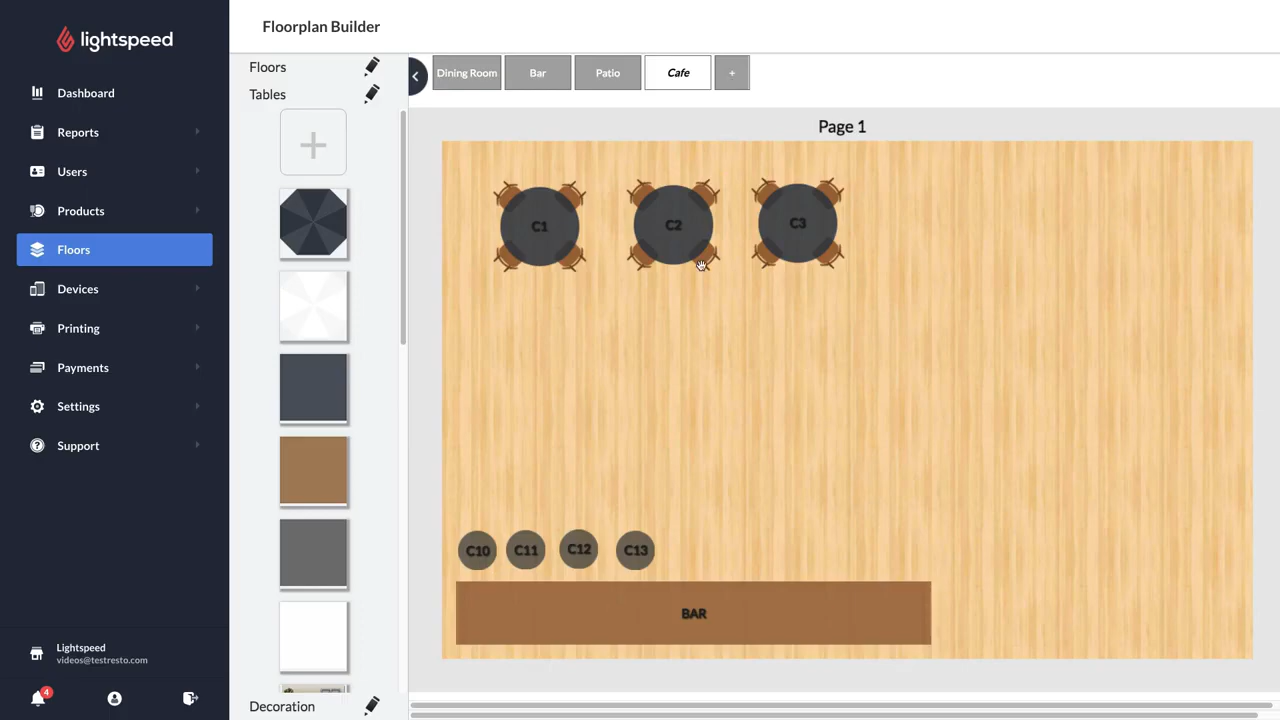 lightspeed
Floorplan Builder
Dashboard
Reports
Users
Products
Floors
Devices
Printing
Payments
Settings
Support
Lightspeed
videos@testresto.com
4
Floors
Tables
+
Decoration
Dining Room
Bar
Patio
Cafe
+
Page 1
C1
C2
C3
C10
C11
C12
C13
BAR